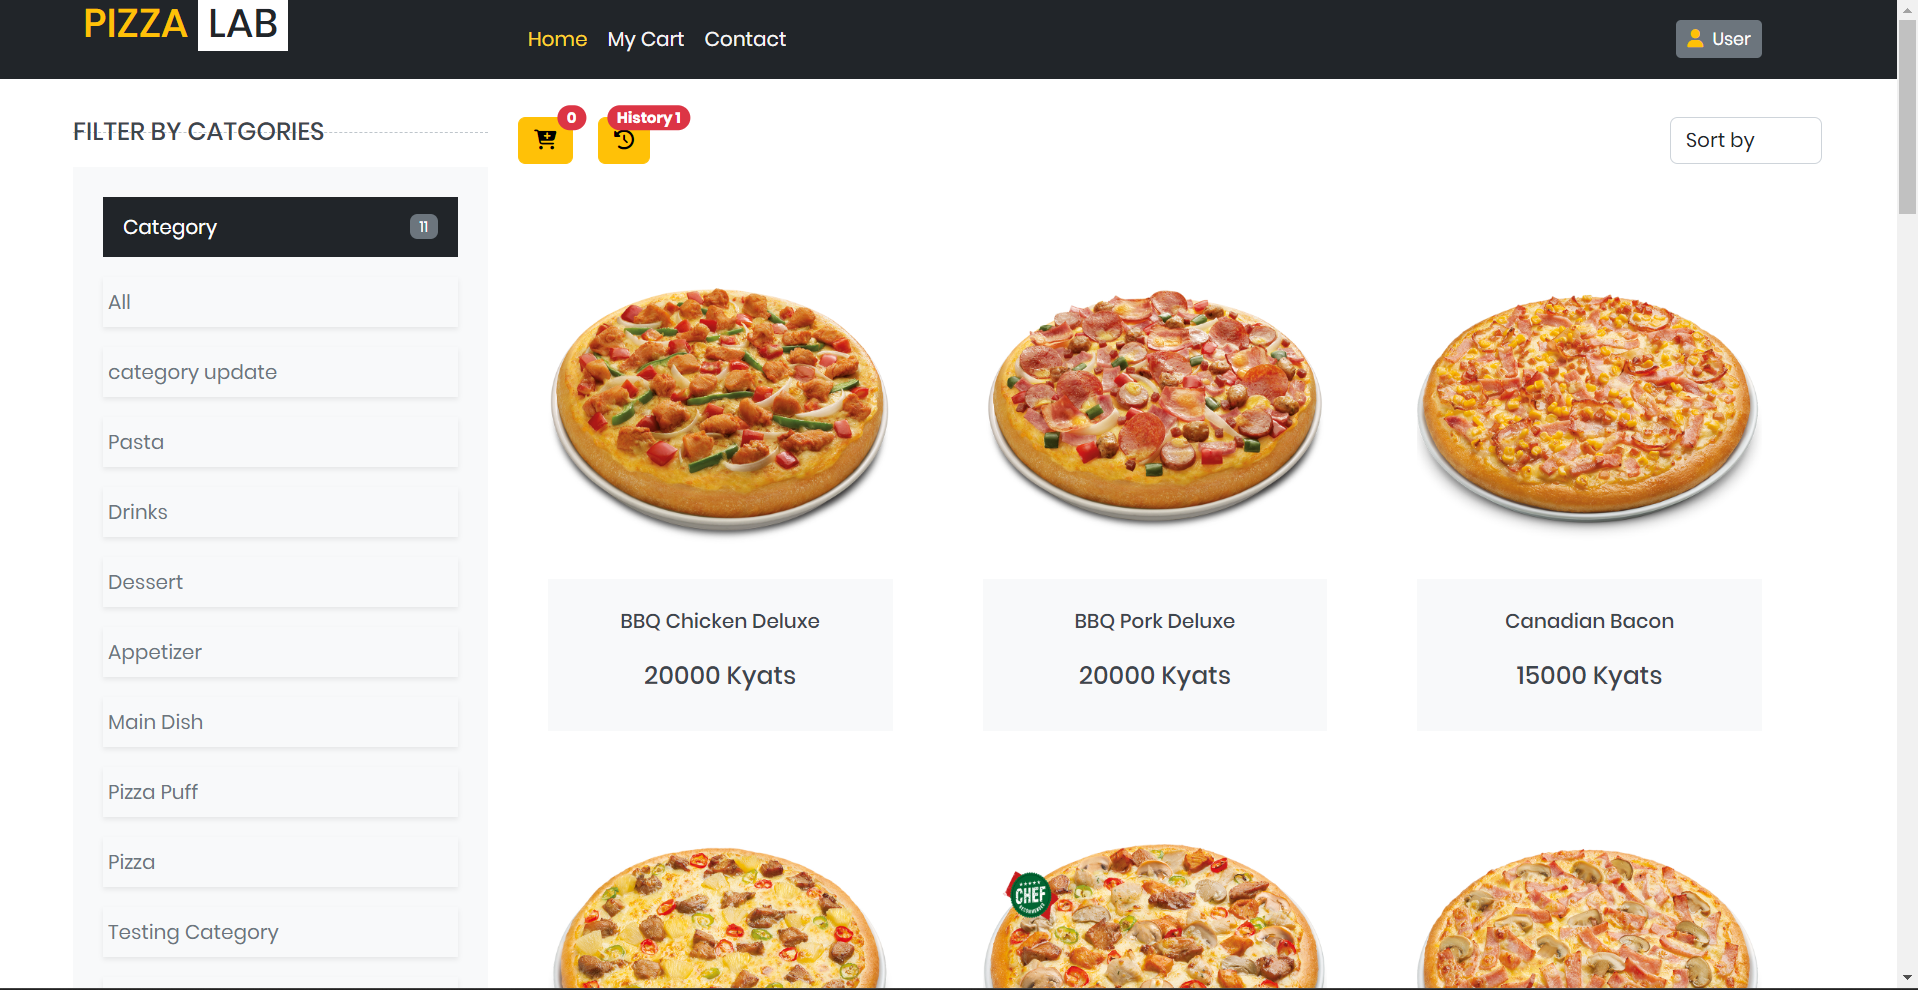 PIZZA LAB
Home My Cart Contact
User
FILTER BY CATGORIES
0
History 1
Sort by
Category 11
All
category update
Pasta
Drinks
Dessert
Appetizer
Main Dish
Pizza Puff
Pizza
Testing Category
BBQ Chicken Deluxe
20000 Kyats
BBQ Pork Deluxe
20000 Kyats
Canadian Bacon
15000 Kyats
CHEF